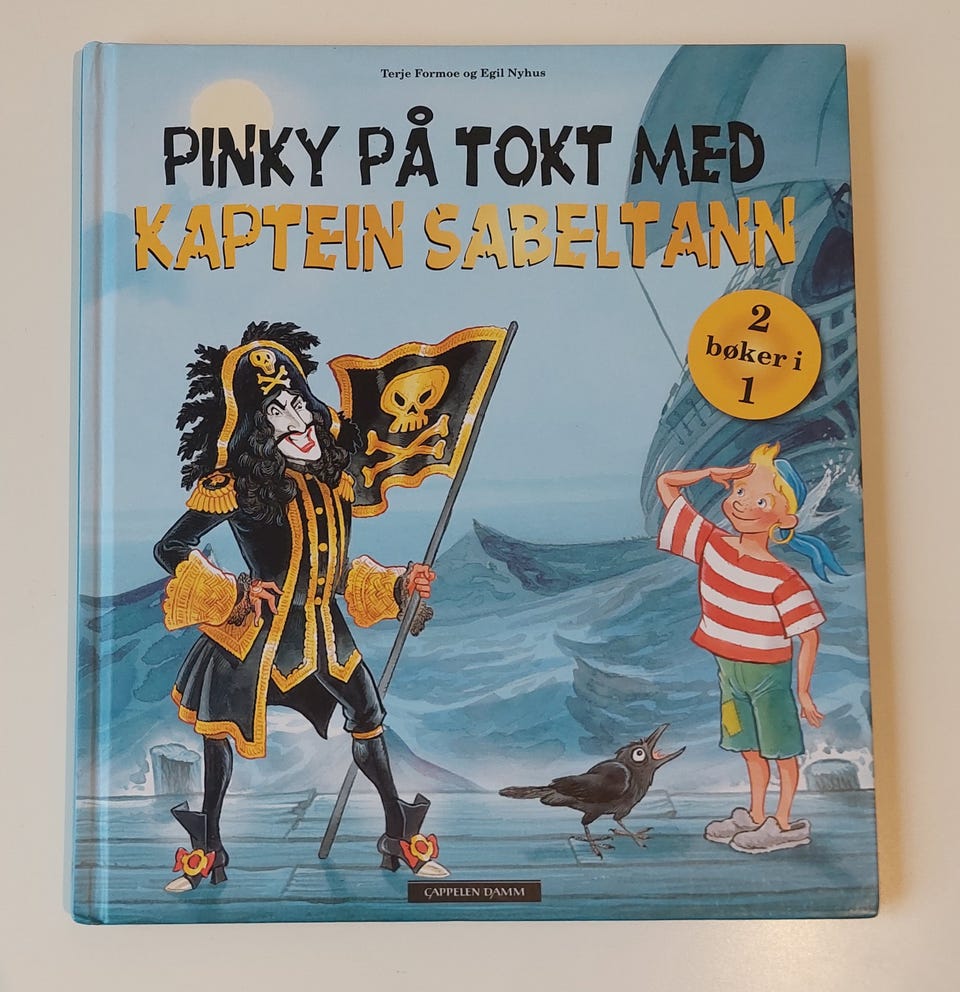 Terje Formoe og Egil Nyhus
PINKY PÅ TOKT MED
KAPTEIN SABELTANN
2
bøker i
1
CAPPELEN DAMM